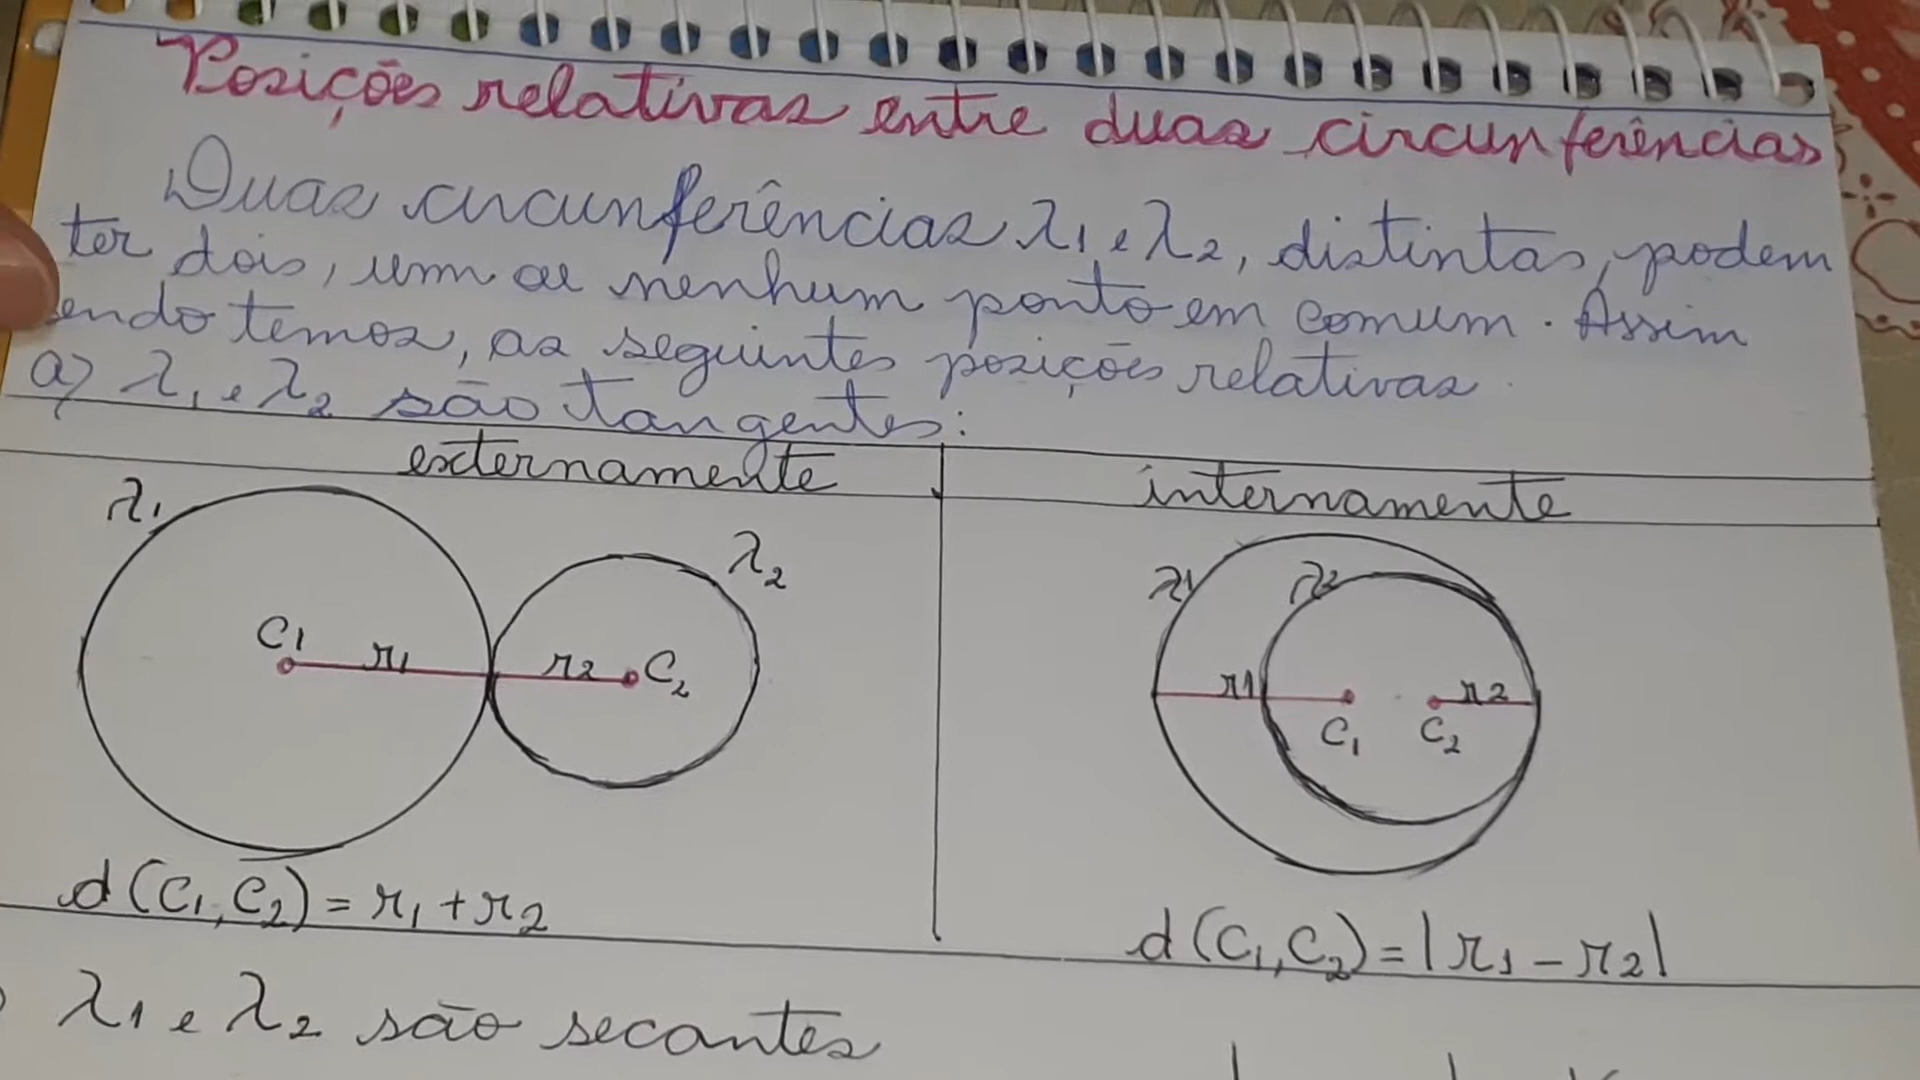 Posições relativas entre duas circunferências
Duas circunferências λ1 e λ2, distintas, podem
ter dois, um ou nenhum ponto em comum. Assim
sendo temos, as seguintes posições relativas
a) λ1 e λ2 são tangentes:
externamente
internamente
λ1
λ2
C1
r1
r2
C2
λ1
λ2
r1
r2
C1
C2
d(C1,C2) = r1 + r2
d(C1,C2) = |r1 - r2|
λ1 e λ2 são secantes